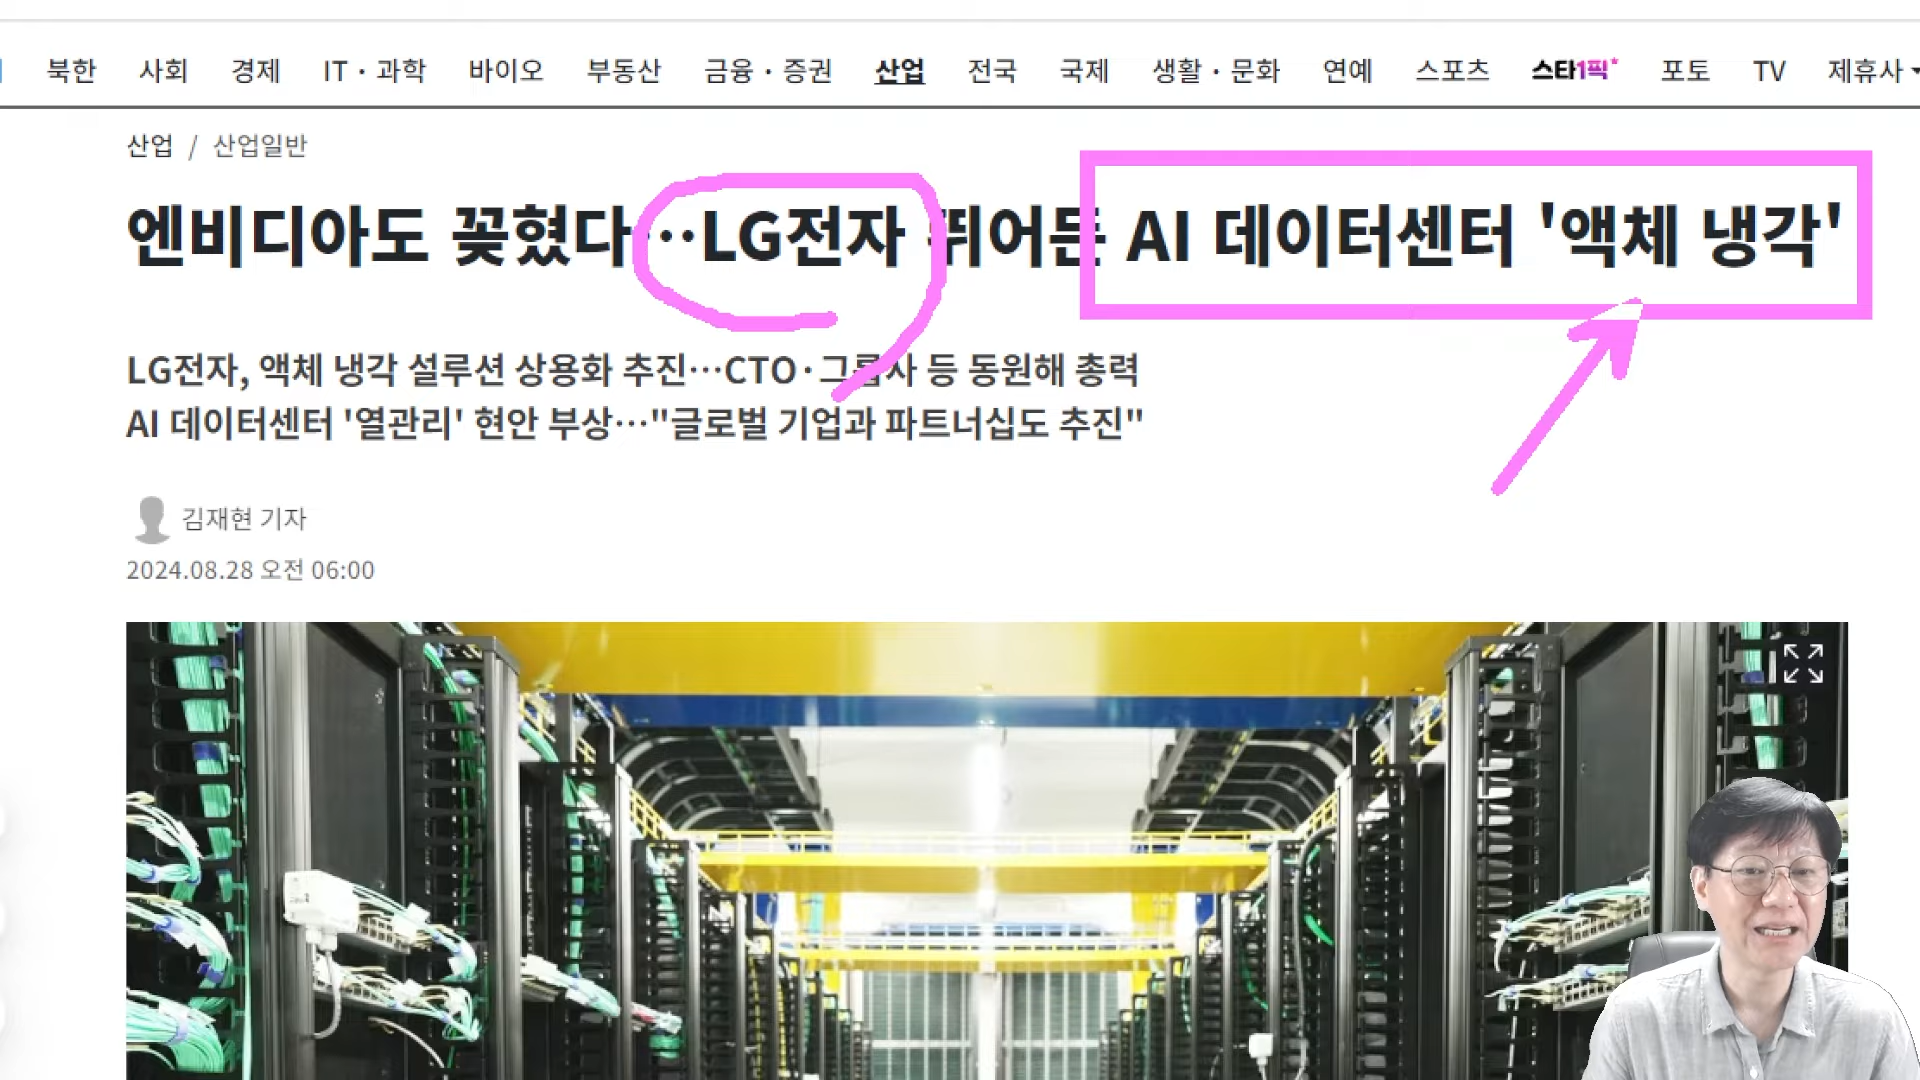 북한 사회 경제 IT · 과학 바이오 부동산 금융 · 증권 산업 전국 국제 생활 · 문화 연예 스포츠 스타1픽 포토 TV 제휴사
산업 / 산업일반
엔비디아도 꽂혔다…LG전자 뛰어든 AI 데이터센터 '액체 냉각'
LG전자, 액체 냉각 설루션 상용화 추진…CTO·그룹사 등 동원해 총력
AI 데이터센터 '열관리' 현안 부상…"글로벌 기업과 파트너십도 추진"
김재현 기자
2024.08.28 오전 06:00